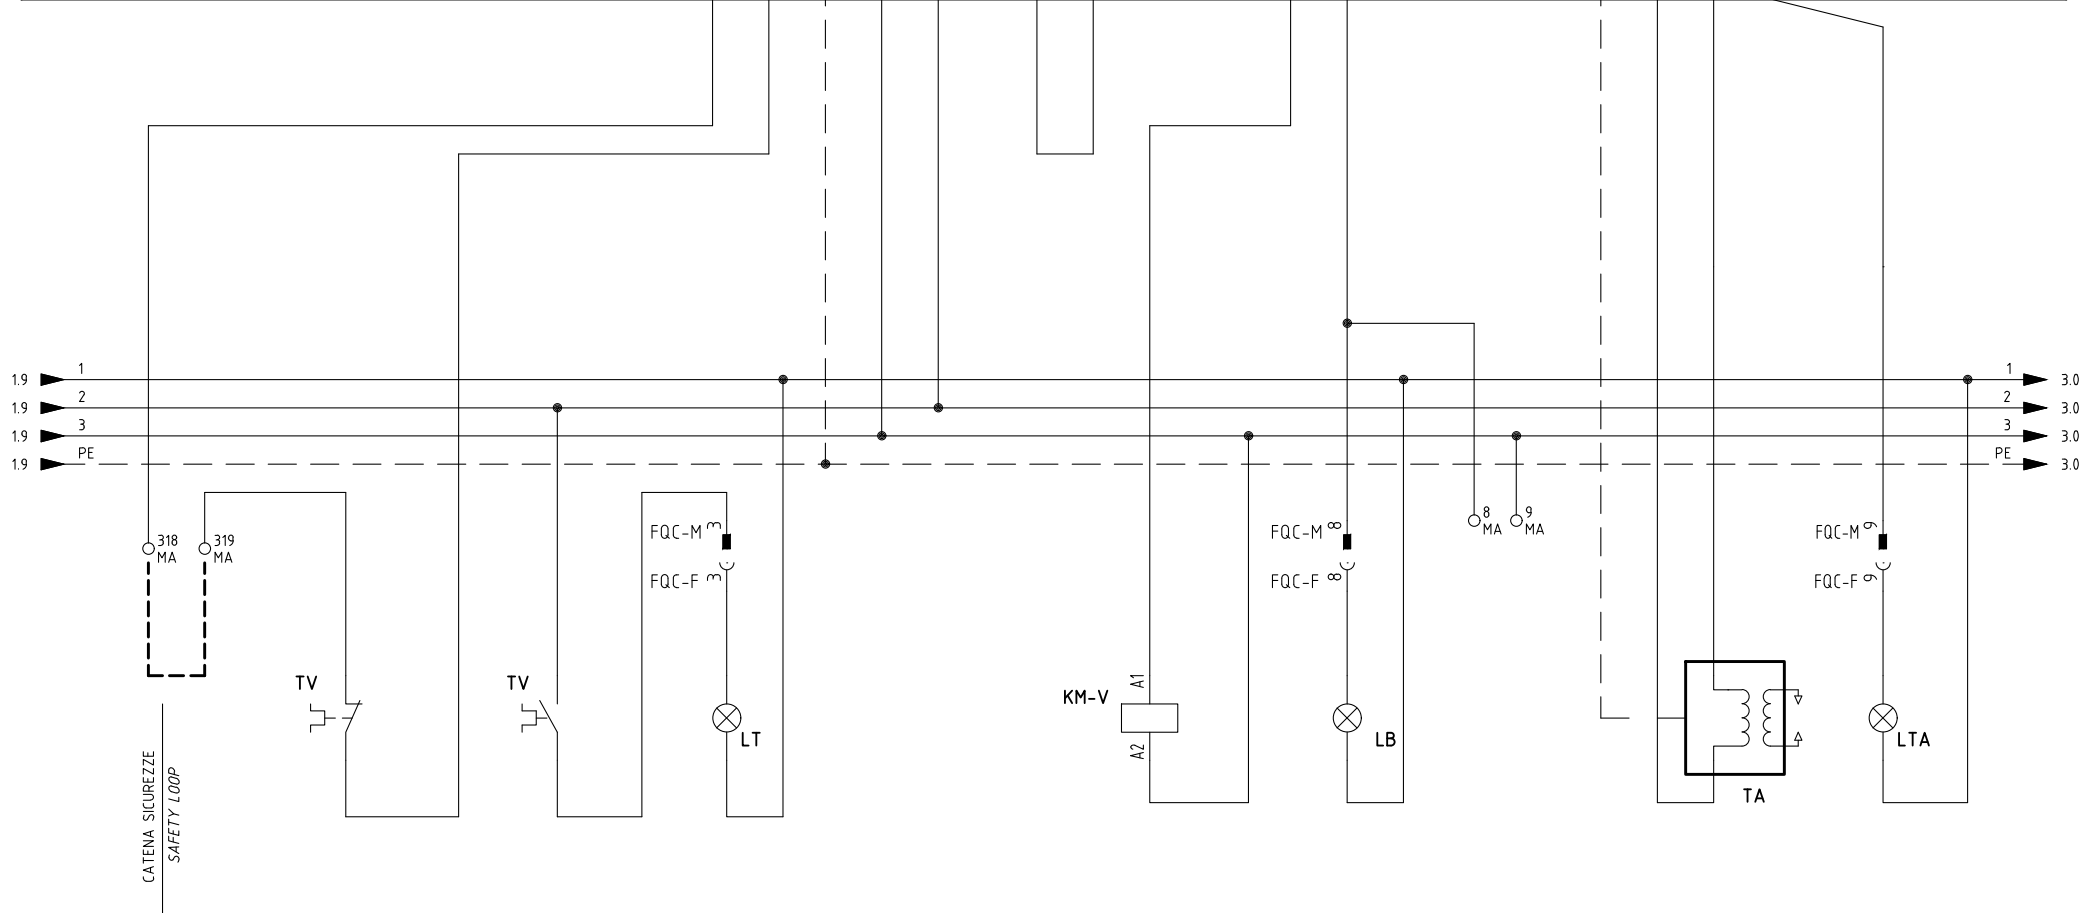 1.9 1 1 3.0
1.9 2 2 3.0
1.9 3 3 3.0
1.9 PE PE 3.0
318
MA
319
MA
FQC-M 3
FQC-F 3
FQC-M 8
FQC-F 8
8
MA
9
MA
FQC-M 9
FQC-F 9
TV
TV
LT
KM-V
A1
A2
LB
TA
LTA
CATENA SICUREZZE
SAFETY LOOP